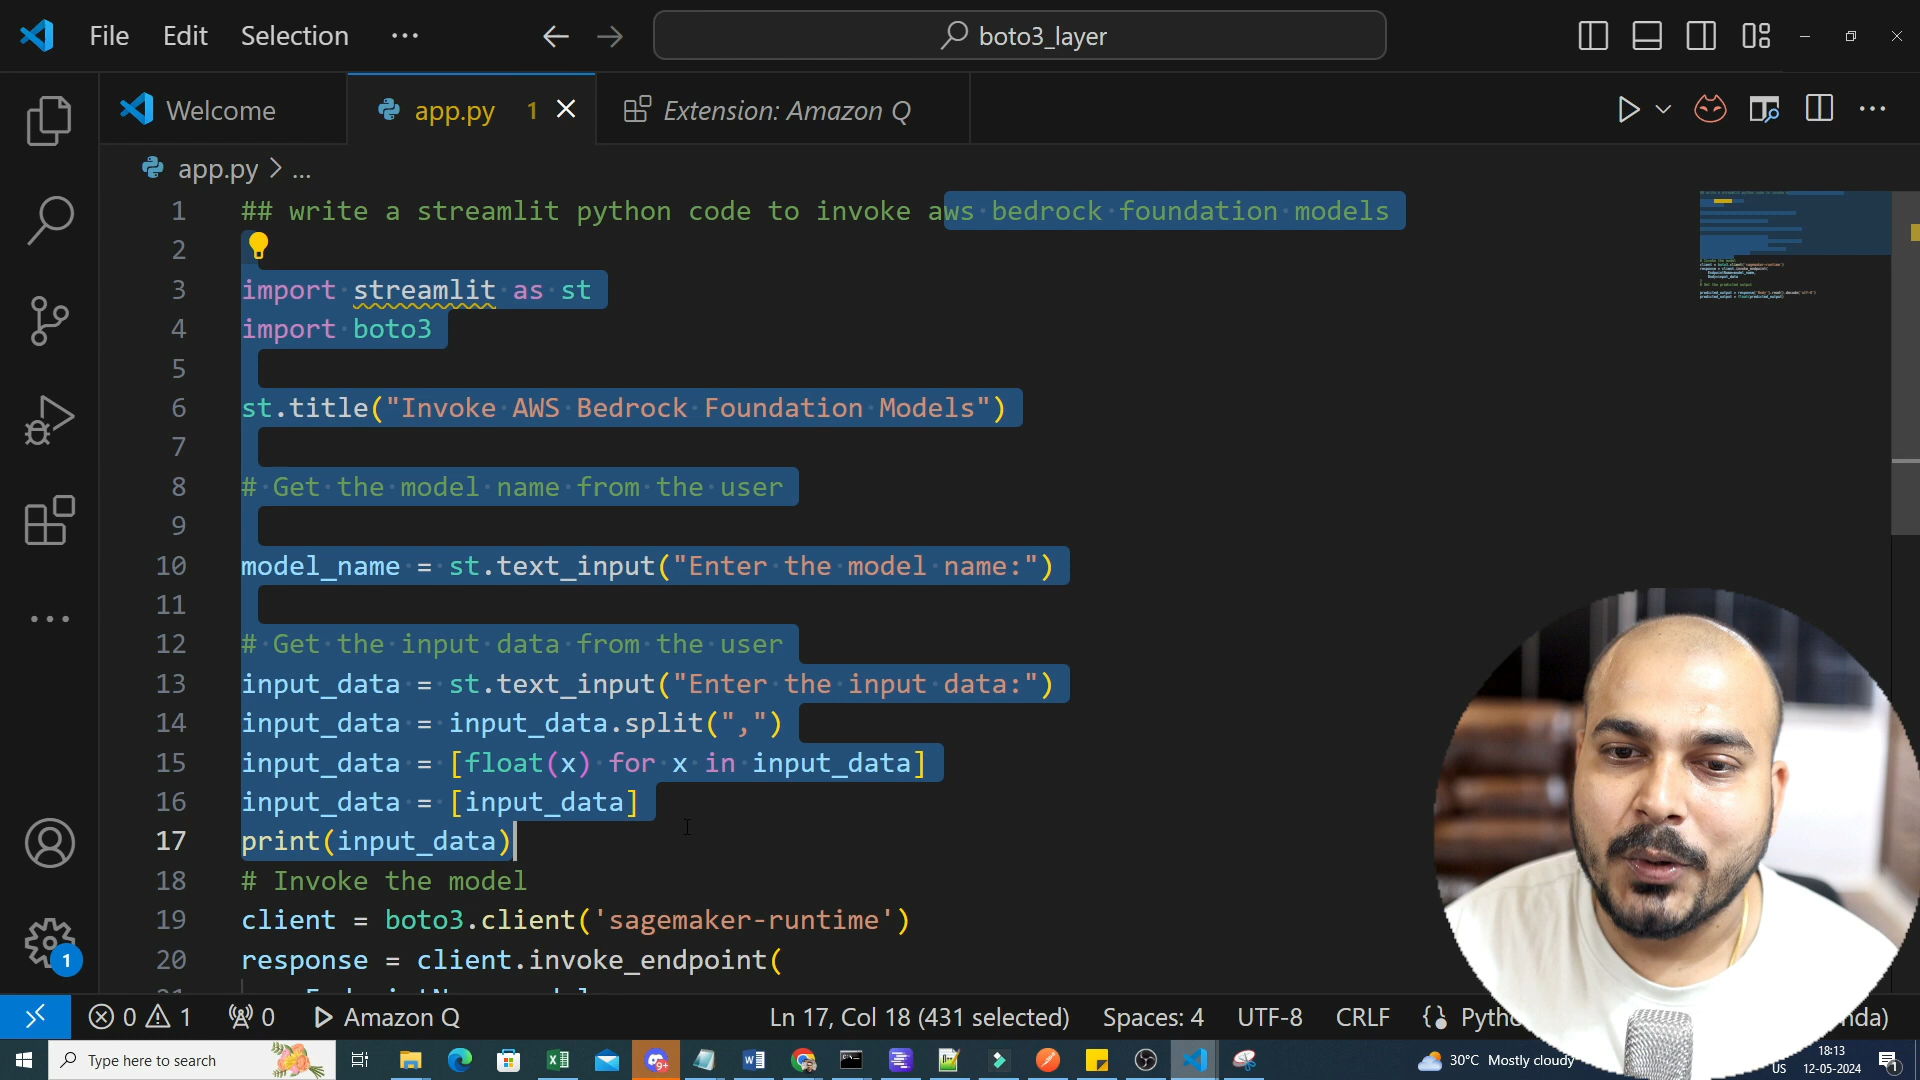 File Edit Selection ··· boto3_layer
Welcome app.py 1 Extension: Amazon Q
app.py > ...
1 ## write a streamlit python code to invoke aws bedrock foundation models
2
3 import streamlit as st
4 import boto3
5
6 st.title("Invoke AWS Bedrock Foundation Models")
7
8 # Get the model name from the user
9
10 model_name = st.text_input("Enter the model name:")
11
12 # Get the input data from the user
13 input_data = st.text_input("Enter the input data:")
14 input_data = input_data.split(",")
15 input_data = [float(x) for x in input_data]
16 input_data = [input_data]
17 print(input_data)
18 # Invoke the model
19 client = boto3.client('sagemaker-runtime')
20 response = client.invoke_endpoint(
1
0 1 0 Amazon Q Ln 17, Col 18 (431 selected) Spaces: 4 UTF-8 CRLF {}
Type here to search 9+ 30°C Mostly cloudy US 18:13
12-05-2024 1